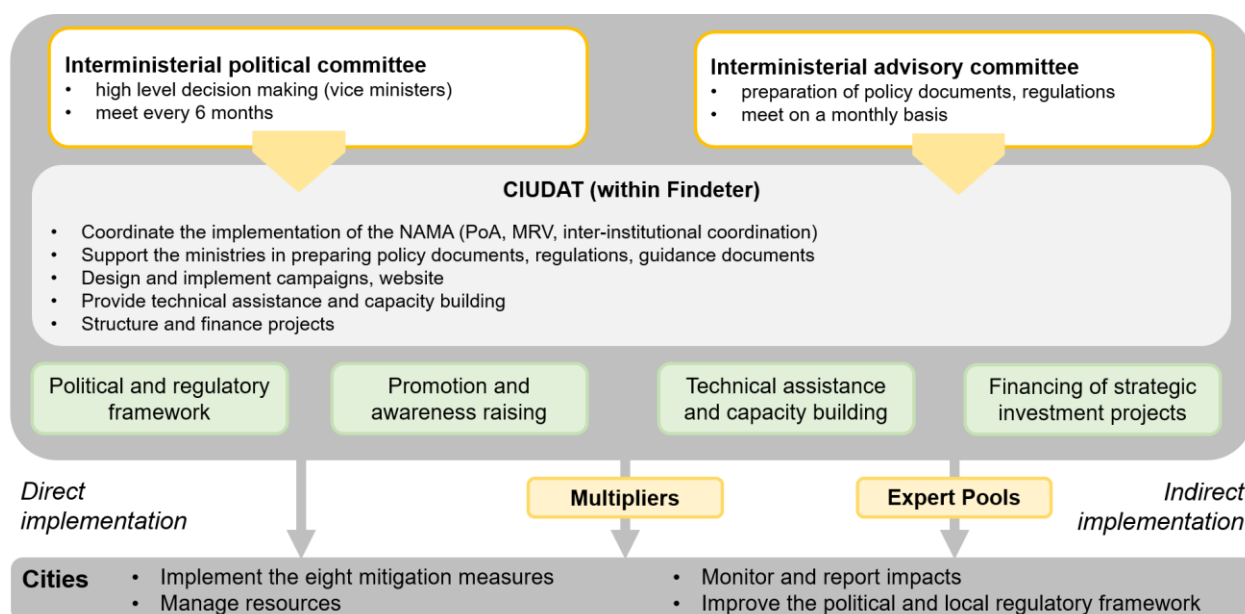 Interministerial political committee
• high level decision making (vice ministers)
• meet every 6 months
Interministerial advisory committee
• preparation of policy documents, regulations
• meet on a monthly basis
CIUDAT (within Findeter)
• Coordinate the implementation of the NAMA (PoA, MRV, inter-institutional coordination)
• Support the ministries in preparing policy documents, regulations, guidance documents
• Design and implement campaigns, website
• Provide technical assistance and capacity building
• Structure and finance projects
Political and regulatory
framework
Promotion and
awareness raising
Technical assistance
and capacity building
Financing of strategic
investment projects
Direct
implementation
Multipliers
Expert Pools
Indirect
implementation
Cities
• Implement the eight mitigation measures
• Manage resources
• Monitor and report impacts
• Improve the political and local regulatory framework